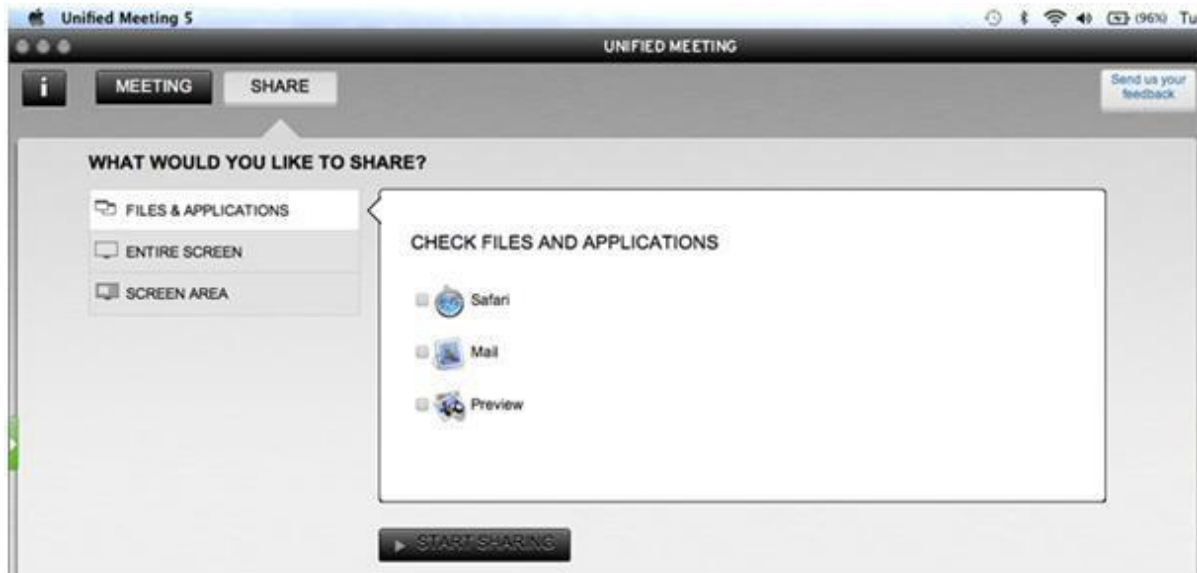 Unified Meeting 5 (96%) Tu
UNIFIED MEETING
i MEETING SHARE Send us your
feedback
WHAT WOULD YOU LIKE TO SHARE?
FILES & APPLICATIONS
ENTIRE SCREEN
SCREEN AREA
CHECK FILES AND APPLICATIONS
Safari
Mail
Preview
START SHARING